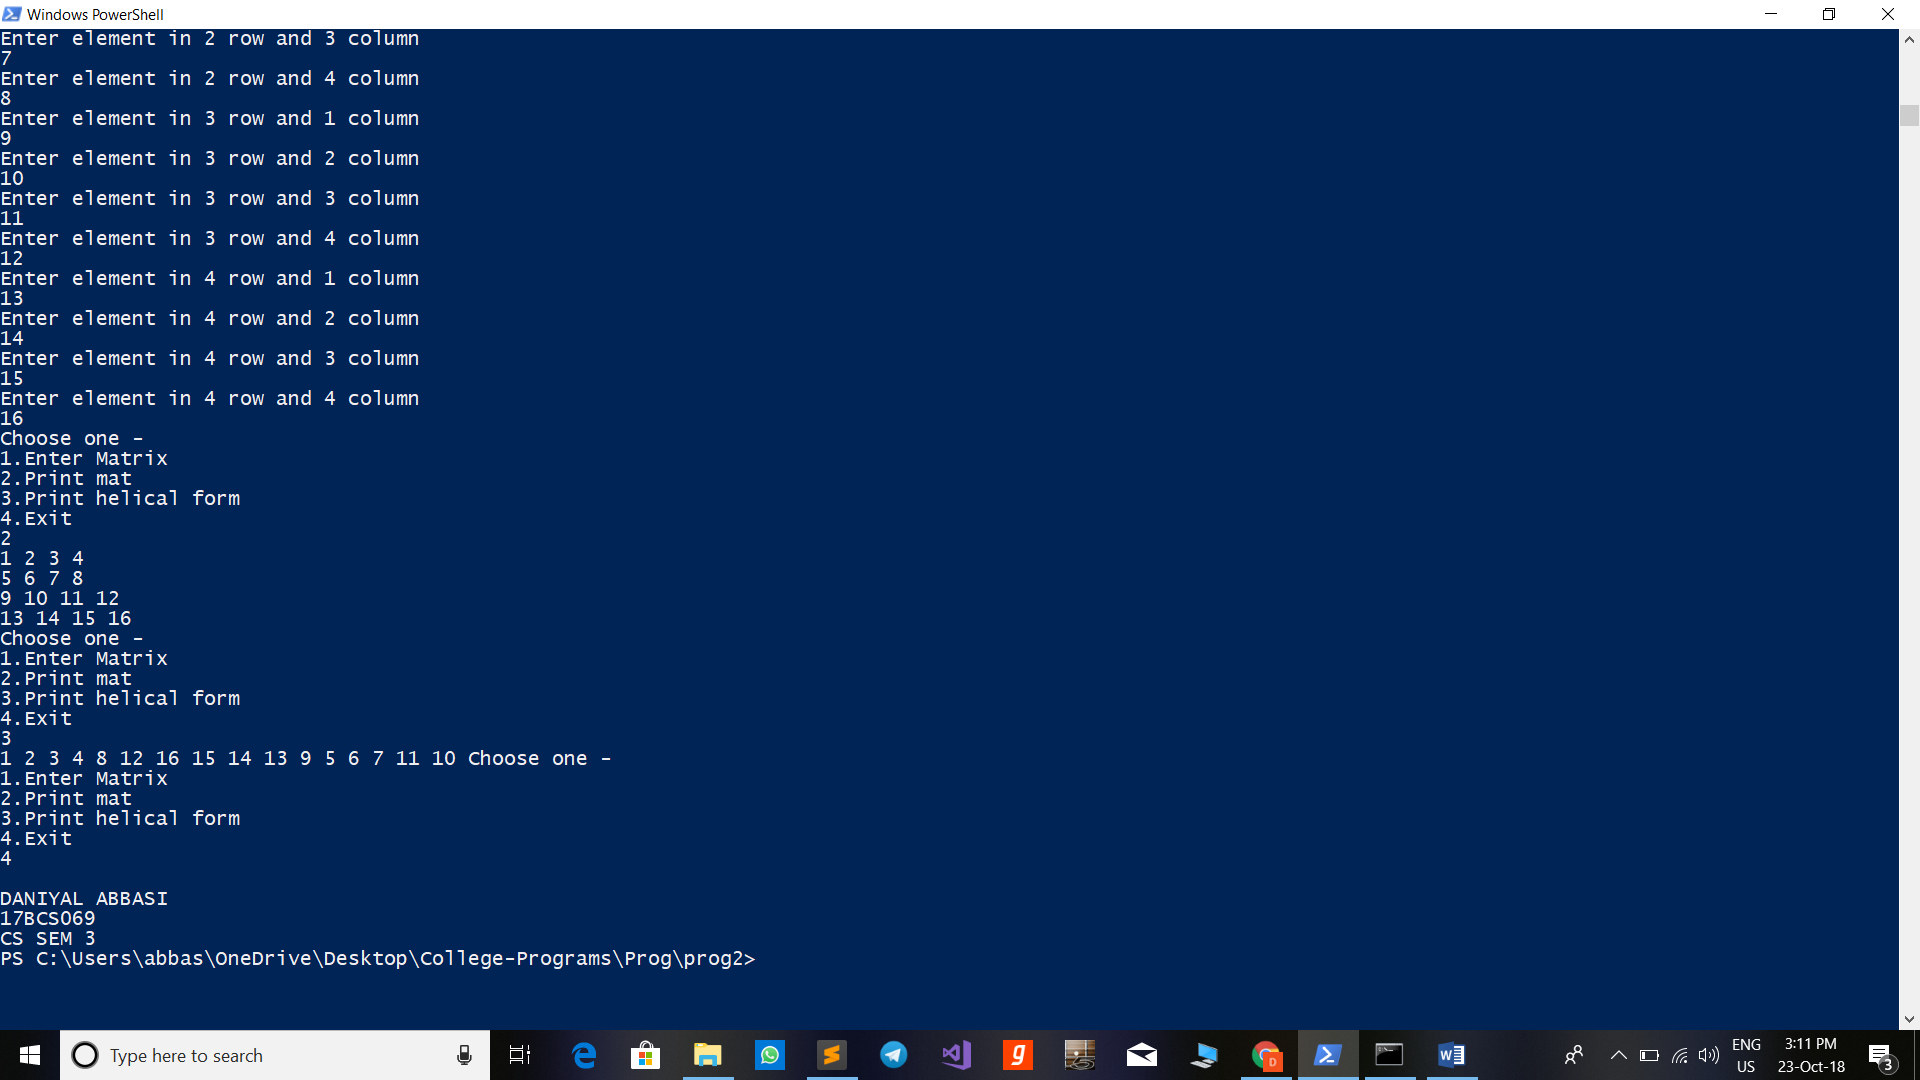 Windows PowerShell
Enter element in 2 row and 3 column
7
Enter element in 2 row and 4 column
8
Enter element in 3 row and 1 column
9
Enter element in 3 row and 2 column
10
Enter element in 3 row and 3 column
11
Enter element in 3 row and 4 column
12
Enter element in 4 row and 1 column
13
Enter element in 4 row and 2 column
14
Enter element in 4 row and 3 column
15
Enter element in 4 row and 4 column
16
Choose one -
1.Enter Matrix
2.Print mat
3.Print helical form
4.Exit
2
1 2 3 4
5 6 7 8
9 10 11 12
13 14 15 16
Choose one -
1.Enter Matrix
2.Print mat
3.Print helical form
4.Exit
3
1 2 3 4 8 12 16 15 14 13 9 5 6 7 11 10 Choose one -
1.Enter Matrix
2.Print mat
3.Print helical form
4.Exit
4
DANIYAL ABBASI
17BCS069
CS SEM 3
PS C:\Users\abbas\OneDrive\Desktop\College-Programs\Prog\prog2>
Type here to search
ENG
US
3:11 PM
23-Oct-18
3